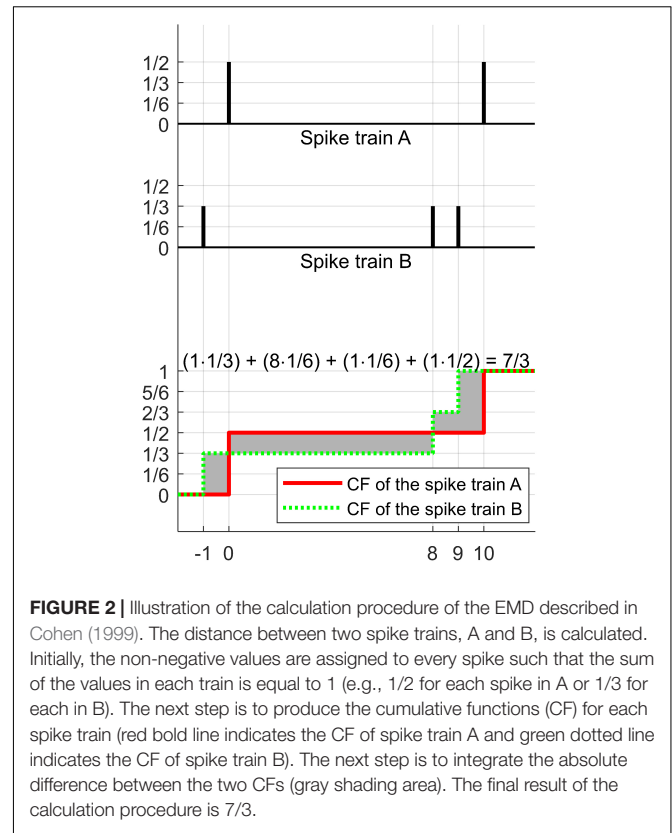 1/2
1/3
1/6
0
Spike train A
1/2
1/3
1/6
0
Spike train B
(1·1/3) + (8·1/6) + (1·1/6) + (1·1/2) = 7/3
1
5/6
2/3
1/2
1/3
1/6
0
CF of the spike train A
CF of the spike train B
-1 0 8 9 10
FIGURE 2 | Illustration of the calculation procedure of the EMD described in
Cohen (1999). The distance between two spike trains, A and B, is calculated.
Initially, the non-negative values are assigned to every spike such that the sum
of the values in each train is equal to 1 (e.g., 1/2 for each spike in A or 1/3 for
each in B). The next step is to produce the cumulative functions (CF) for each
spike train (red bold line indicates the CF of spike train A and green dotted line
indicates the CF of spike train B). The next step is to integrate the absolute
difference between the two CFs (gray shading area). The final result of the
calculation procedure is 7/3.